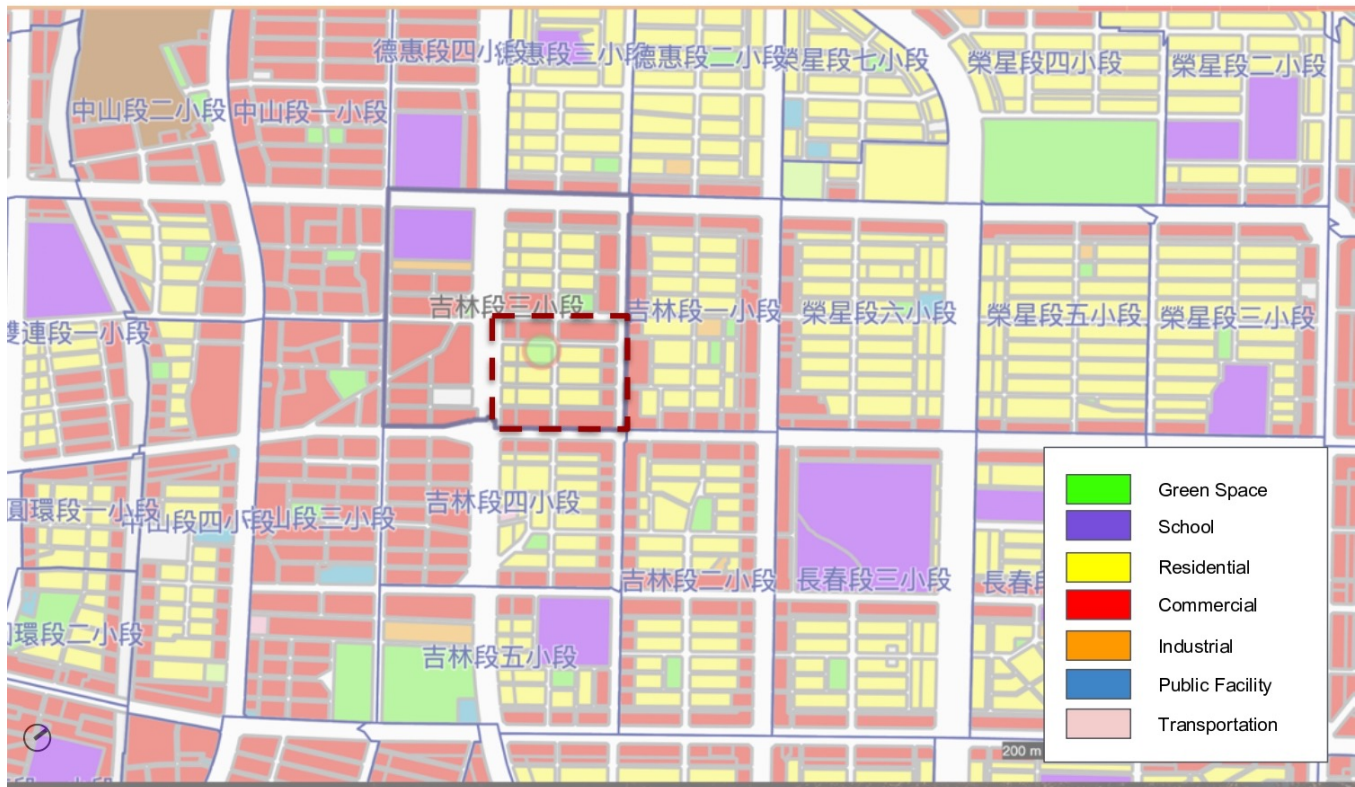 德惠段四小段
德惠段三小段
德惠段二小段
榮星段七小段
榮星段四小段
榮星段二小段
中山段二小段
中山段一小段
吉林段三小段
吉林段一小段
榮星段六小段
榮星段五小段
榮星段三小段
雙連段一小段
圓環段一小段
中山段四小段
山段三小段
吉林段四小段
吉林段二小段
長春段三小段
長春段
環段二小段
吉林段五小段
Green Space
School
Residential
Commercial
Industrial
Public Facility
Transportation
200 m